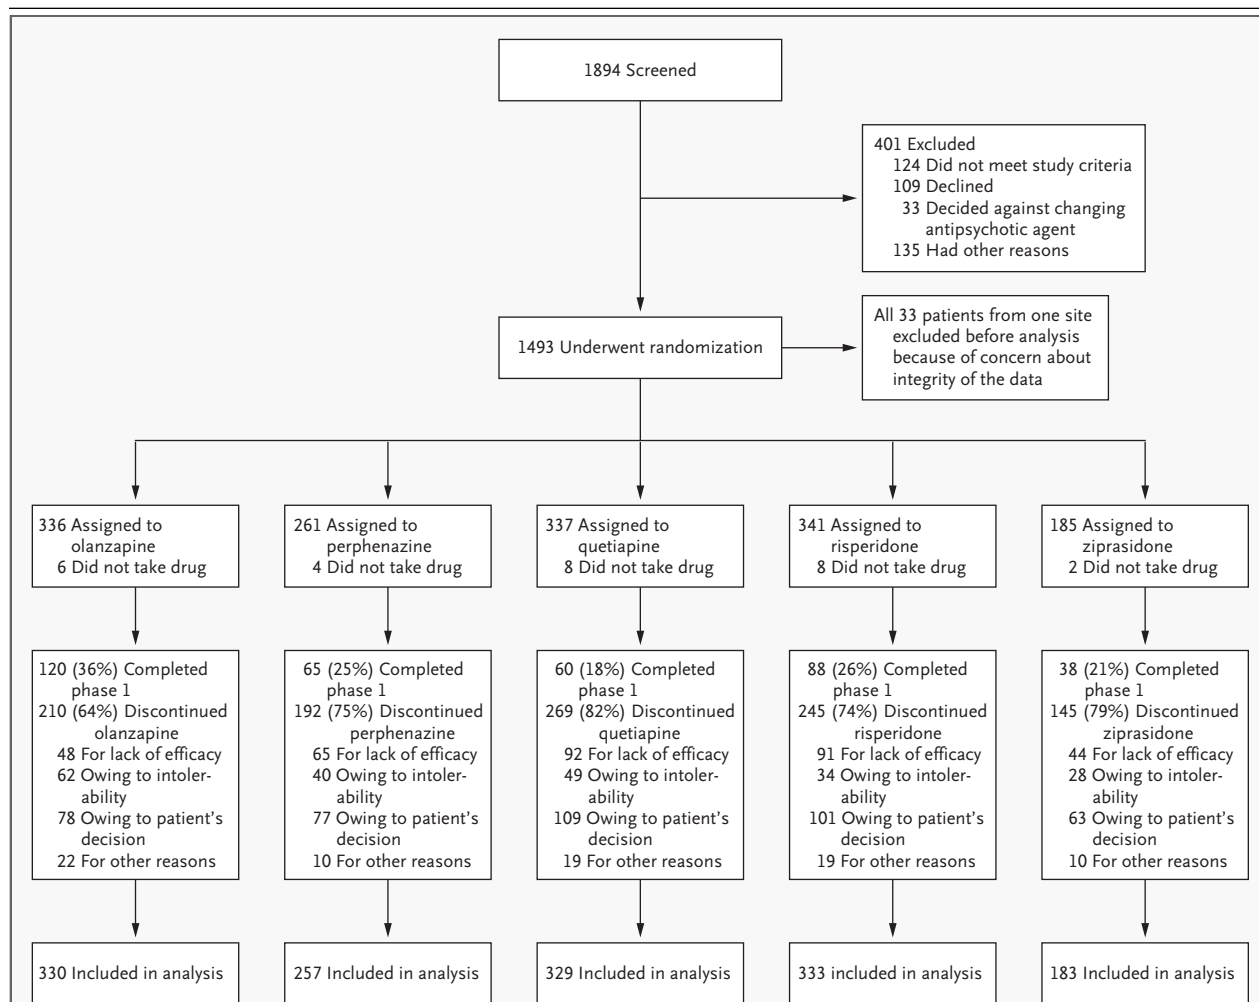 1894 Screened
401 Excluded
124 Did not meet study criteria
109 Declined
33 Decided against changing
antipsychotic agent
135 Had other reasons
1493 Underwent randomization
All 33 patients from one site
excluded before analysis
because of concern about
integrity of the data
336 Assigned to
olanzapine
6 Did not take drug
261 Assigned to
perphenazine
4 Did not take drug
337 Assigned to
quetiapine
8 Did not take drug
341 Assigned to
risperidone
8 Did not take drug
185 Assigned to
ziprasidone
2 Did not take drug
120 (36%) Completed
phase 1
210 (64%) Discontinued
olanzapine
48 For lack of efficacy
62 Owing to intoler-
ability
78 Owing to patient's
decision
22 For other reasons
65 (25%) Completed
phase 1
192 (75%) Discontinued
perphenazine
65 For lack of efficacy
40 Owing to intoler-
ability
77 Owing to patient's
decision
10 For other reasons
60 (18%) Completed
phase 1
269 (82%) Discontinued
quetiapine
92 For lack of efficacy
49 Owing to intoler-
ability
109 Owing to patient's
decision
19 For other reasons
88 (26%) Completed
phase 1
245 (74%) Discontinued
risperidone
91 For lack of efficacy
34 Owing to intoler-
ability
101 Owing to patient's
decision
19 For other reasons
38 (21%) Completed
phase 1
145 (79%) Discontinued
ziprasidone
44 For lack of efficacy
28 Owing to intoler-
ability
63 Owing to patient's
decision
10 For other reasons
330 Included in analysis
257 Included in analysis
329 Included in analysis
333 included in analysis
183 Included in analysis